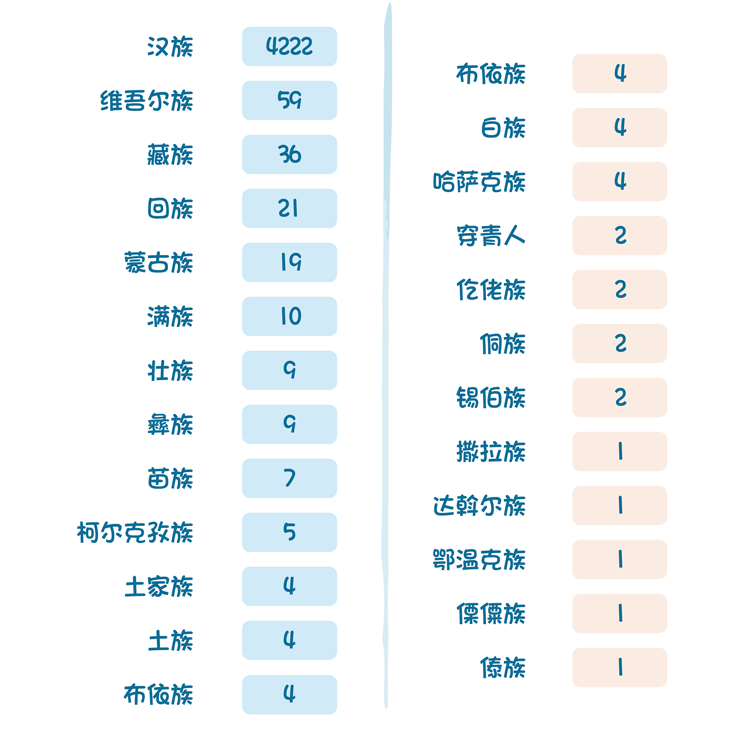 汉族 4222
维吾尔族 59
藏族 36
回族 21
蒙古族 19
满族 10
壮族 9
彝族 9
苗族 7
柯尔克孜族 5
土家族 4
土族 4
布依族 4
布依族 4
白族 4
哈萨克族 4
穿青人 2
仡佬族 2
侗族 2
锡伯族 2
撒拉族 1
达斡尔族 1
鄂温克族 1
傈僳族 1
傣族 1